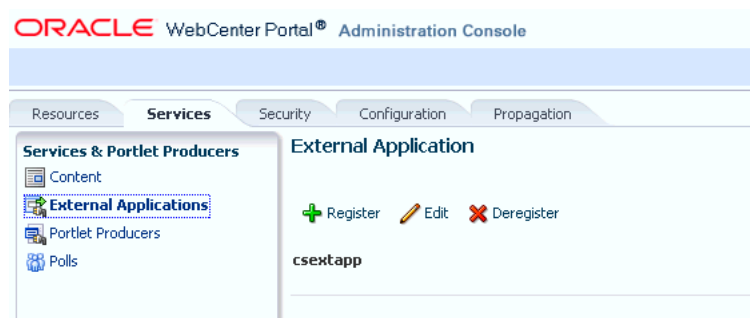 ORACLE WebCenter Portal® Administration Console
Resources Services Security Configuration Propagation
Services & Portlet Producers
Content
External Applications
Portlet Producers
Polls
External Application
Register Edit Deregister
csextapp